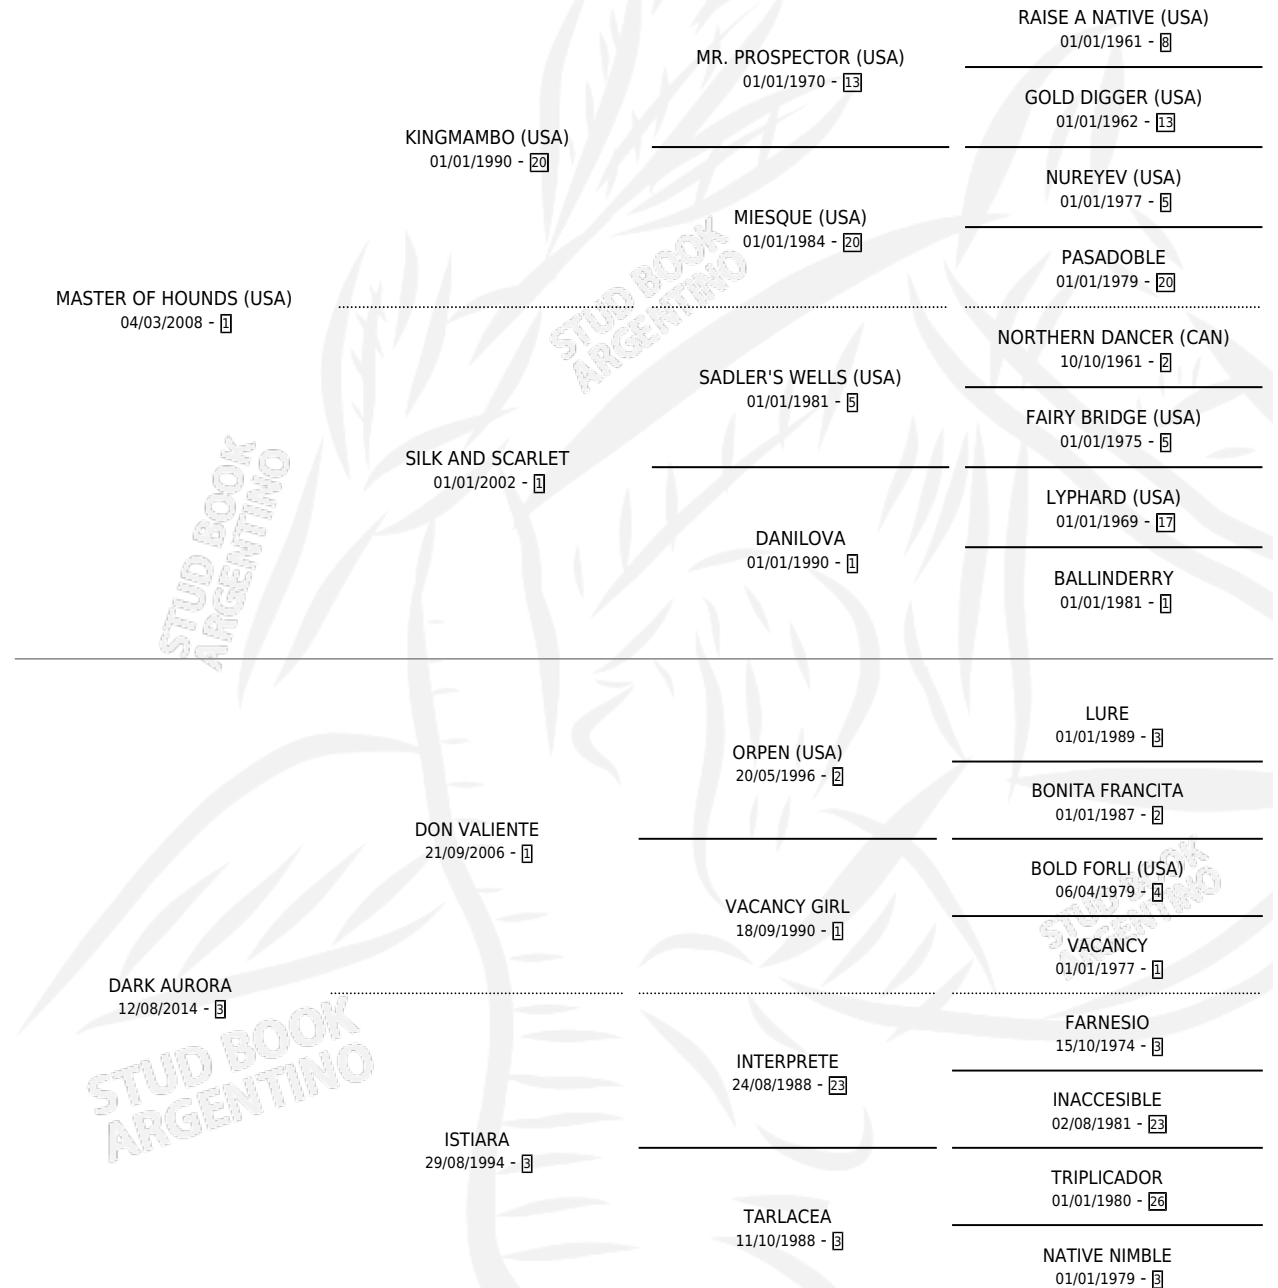 RAISE A NATIVE (USA)
01/01/1961 - 8
MR. PROSPECTOR (USA)
01/01/1970 - 13
GOLD DIGGER (USA)
01/01/1962 - 13
KINGMAMBO (USA)
01/01/1990 - 20
NUREYEV (USA)
01/01/1977 - 5
MIESQUE (USA)
01/01/1984 - 20
PASADOBLE
01/01/1979 - 20
MASTER OF HOUNDS (USA)
04/03/2008 - 1
NORTHERN DANCER (CAN)
10/10/1961 - 2
SADLER'S WELLS (USA)
01/01/1981 - 5
FAIRY BRIDGE (USA)
01/01/1975 - 5
SILK AND SCARLET
01/01/2002 - 1
LYPHARD (USA)
01/01/1969 - 17
DANILOVA
01/01/1990 - 1
BALLINDERRY
01/01/1981 - 1
LURE
01/01/1989 - 3
ORPEN (USA)
20/05/1996 - 2
BONITA FRANCITA
01/01/1987 - 2
DON VALIENTE
21/09/2006 - 1
BOLD FORLI (USA)
06/04/1979 - 4
VACANCY GIRL
18/09/1990 - 1
VACANCY
01/01/1977 - 1
DARK AURORA
12/08/2014 - 3
FARNESIO
15/10/1974 - 3
INTERPRETE
24/08/1988 - 23
INACCESIBLE
02/08/1981 - 23
ISTIARA
29/08/1994 - 3
TRIPLICADOR
01/01/1980 - 26
TARLACEA
11/10/1988 - 3
NATIVE NIMBLE
01/01/1979 - 3
STUD BOOK
ARGENTINO
STUD BOOK
ARGENTINO
STUD BOOK
ARGENTINO
STUD BOOK
ARGENTINO